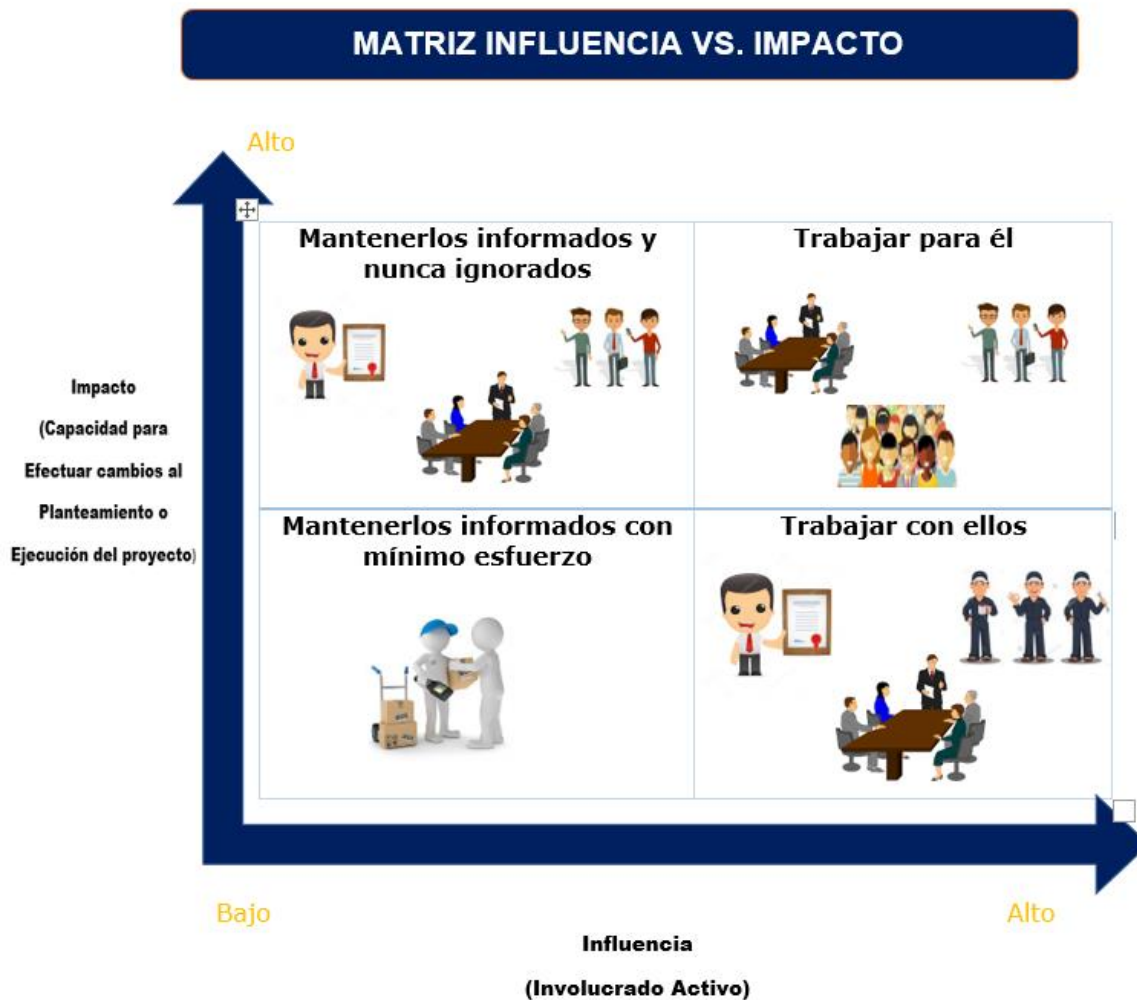 MATRIZ INFLUENCIA VS. IMPACTO
Alto
Mantenerlos informados y
nunca ignorados
Trabajar para él
Impacto
(Capacidad para
Efectuar cambios al
Planteamiento o
Ejecución del proyecto)
Mantenerlos informados con
mínimo esfuerzo
Trabajar con ellos
Bajo
Alto
Influencia
(Involucrado Activo)